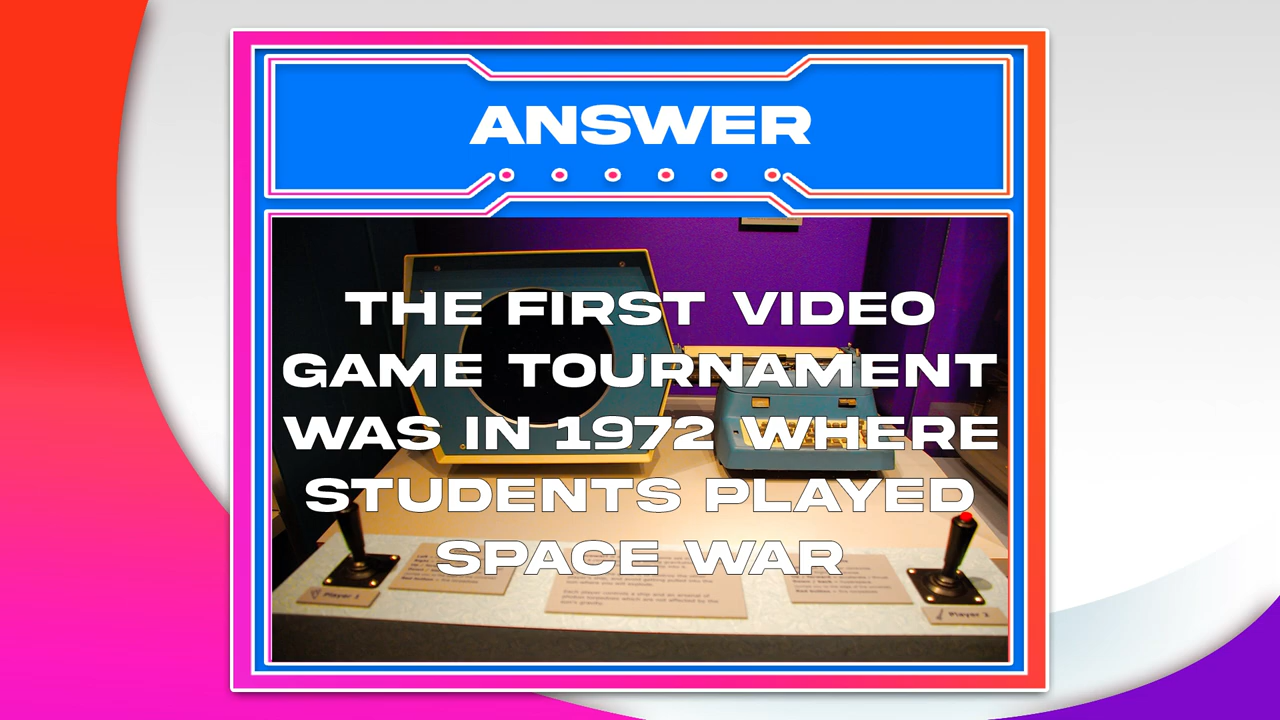 ANSWER
THE FIRST VIDEO
GAME TOURNAMENT
WAS IN 1972 WHERE
STUDENTS PLAYED
SPACE WAR
Player 1
Player 2